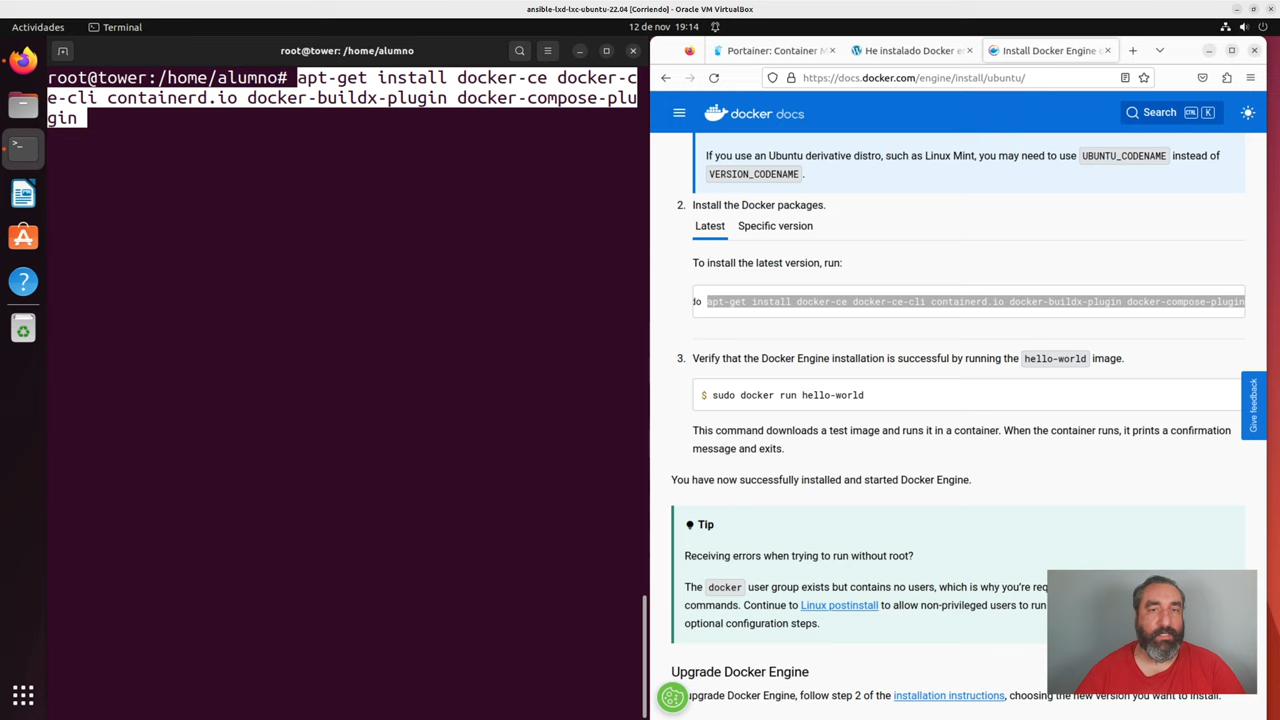 ansible-lxd-lxc-ubuntu-22.04 [Corriendo] - Oracle VM VirtualBox
Actividades
Terminal
12 de nov 19:14
root@tower: /home/alumno
root@tower:/home/alumno# apt-get install docker-ce docker-c
e-cli containerd.io docker-buildx-plugin docker-compose-plu
gin
Portainer: Container M
He instalado Docker e
Install Docker Engine
https://docs.docker.com/engine/install/ubuntu/
docker docs
Search
CTRL
K
If you use an Ubuntu derivative distro, such as Linux Mint, you may need to use UBUNTU_CODENAME instead of
VERSION_CODENAME.
2. Install the Docker packages.
Latest
Specific version
To install the latest version, run:
do apt-get install docker-ce docker-ce-cli containerd.io docker-buildx-plugin docker-compose-plugin
3. Verify that the Docker Engine installation is successful by running the hello-world image.
$ sudo docker run hello-world
This command downloads a test image and runs it in a container. When the container runs, it prints a confirmation
message and exits.
You have now successfully installed and started Docker Engine.
Tip
Receiving errors when trying to run without root?
The docker user group exists but contains no users, which is why you're
commands. Continue to Linux postinstall to allow non-privileged users to run
optional configuration steps.
Give feedback
Upgrade Docker Engine
upgrade Docker Engine, follow step 2 of the installation instructions, choosing the new version you want to install.